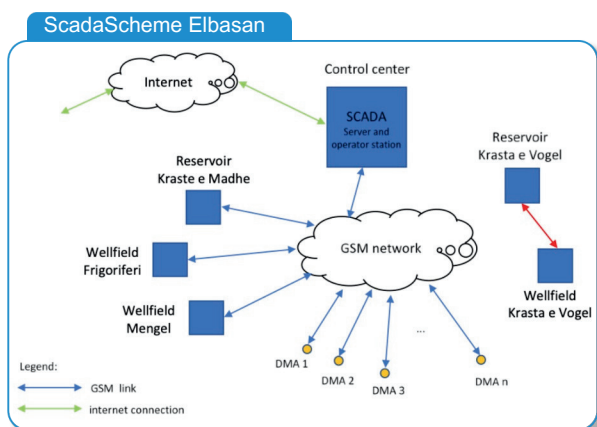 ScadaScheme Elbasan
Internet
Control center
SCADA
Server and
operator station
Reservoir
Krasta e Vogel
Reservoir
Kraste e Madhe
GSM network
Wellfield
Frigoriferi
Wellfield
Krasta e Vogel
Wellfield
Mengel
...
DMA 1
DMA 2
DMA 3
DMA n
Legend:
GSM link
internet connection